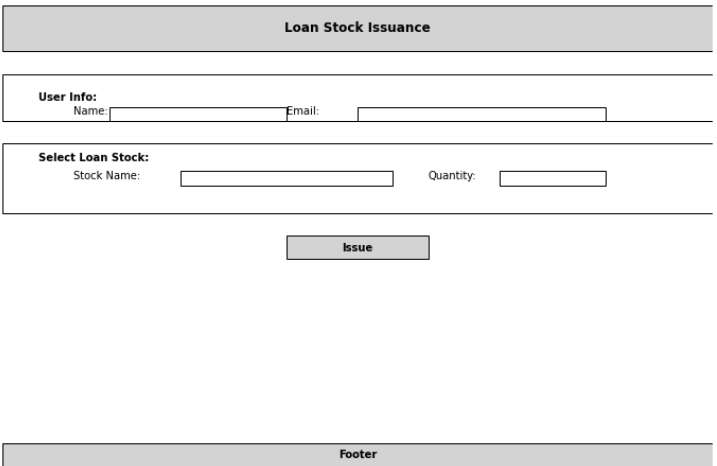 Loan Stock Issuance
User Info:
Name: Email:
Select Loan Stock:
Stock Name: Quantity:
Issue
Footer